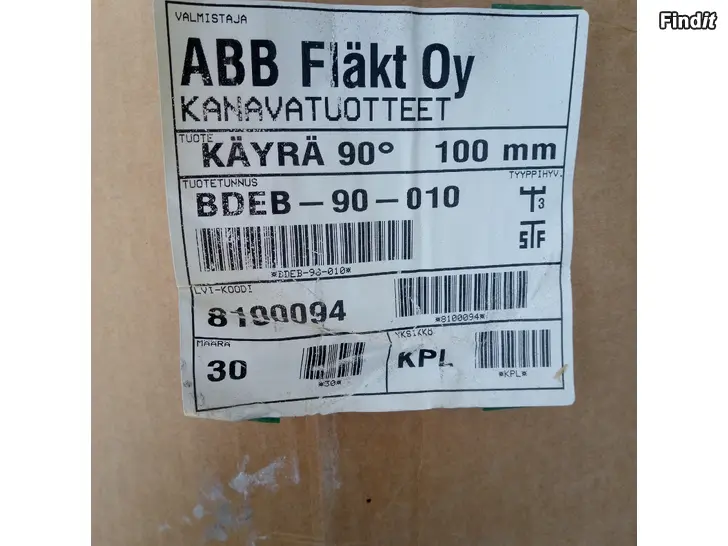 Findit
VALMISTAJA
ABB Fläkt Oy
KANAVATUOTTEET
TUOTE
KÄYRÄ 90° 100 mm
TUOTETUNNUS
TYYPPIHYV.
BDEB-90-010
3
STF
*BDEB-90-010*
LVI-KOODI
8100094
*8100094*
MAARA
30
*30*
YKSIKKÖ
KPL
*KPL*